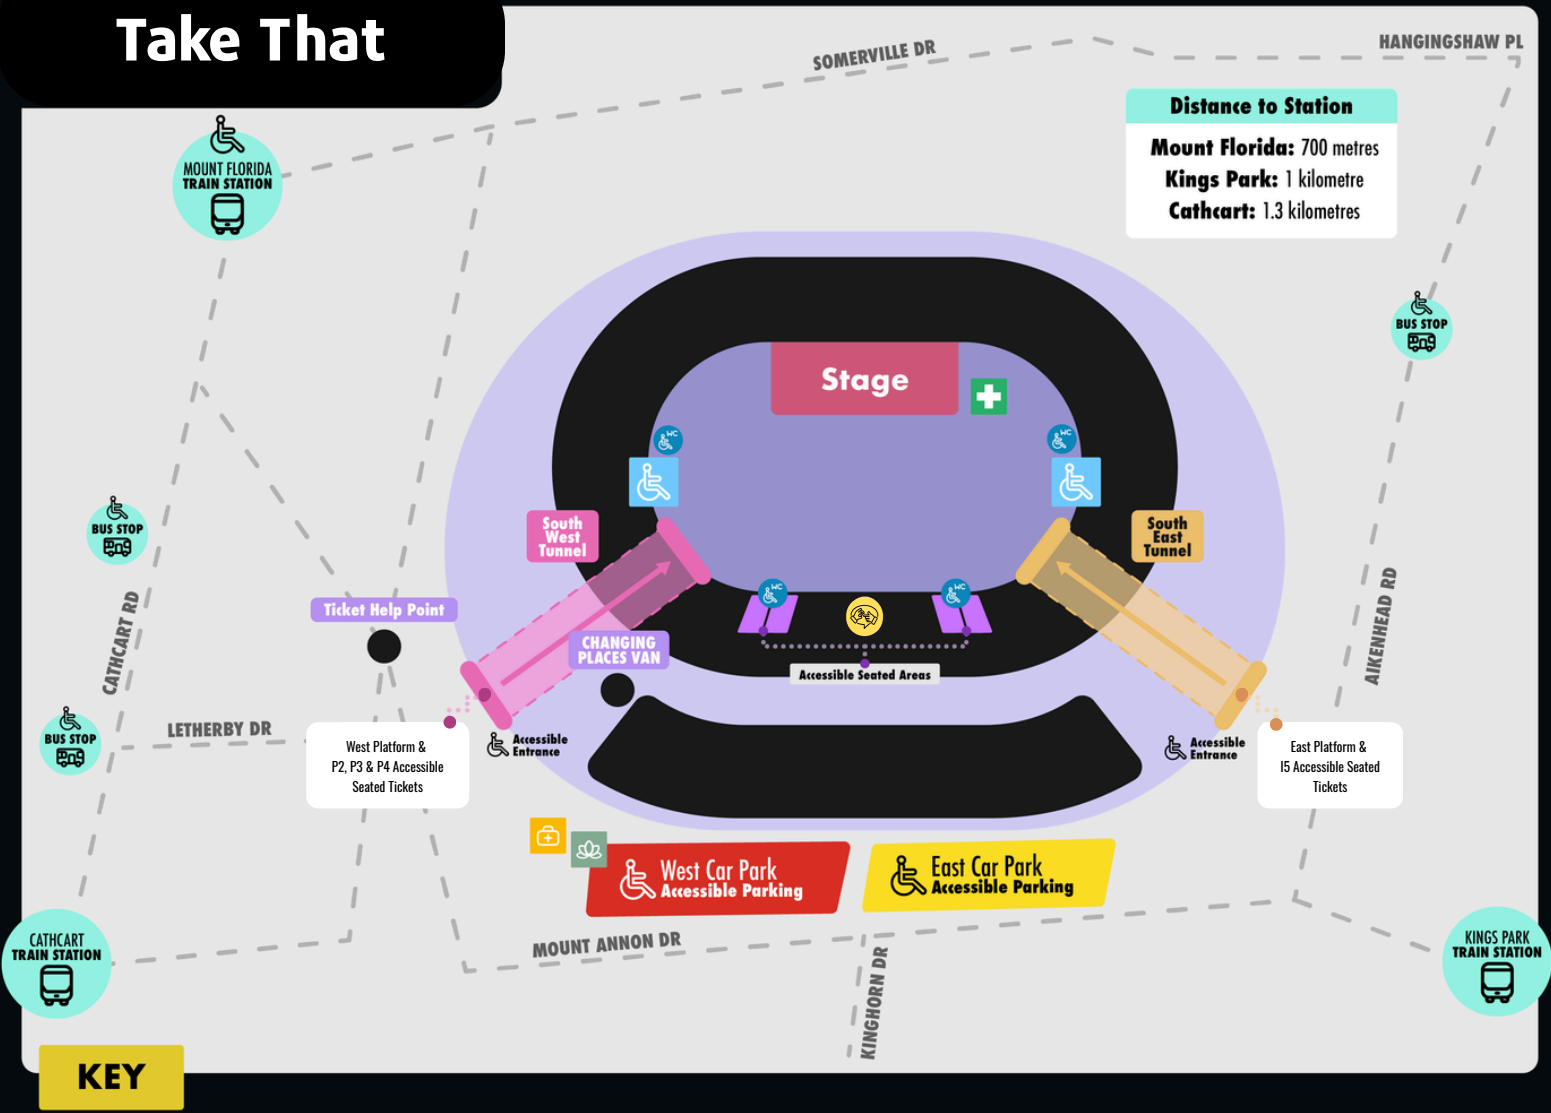 Take That
SOMERVILLE DR
HANGINGSHAW PL
Distance to Station
Mount Florida: 700 metres
Kings Park: 1 kilometre
Cathcart: 1.3 kilometres
MOUNT FLORIDA
TRAIN STATION
BUS STOP
Stage
WC
WC
BUS STOP
South
West
Tunnel
South
East
Tunnel
CATHCART RD
AIKENHEAD RD
Ticket Help Point
WC
WC
CHANGING
PLACES VAN
Accessible Seated Areas
BUS STOP
LETHERBY DR
West Platform &
P2, P3 & P4 Accessible
Seated Tickets
Accessible
Entrance
Accessible
Entrance
East Platform &
I5 Accessible Seated
Tickets
West Car Park
Accessible Parking
East Car Park
Accessible Parking
CATHCART
TRAIN STATION
MOUNT ANNON DR
KINGHORN DR
KINGS PARK
TRAIN STATION
KEY